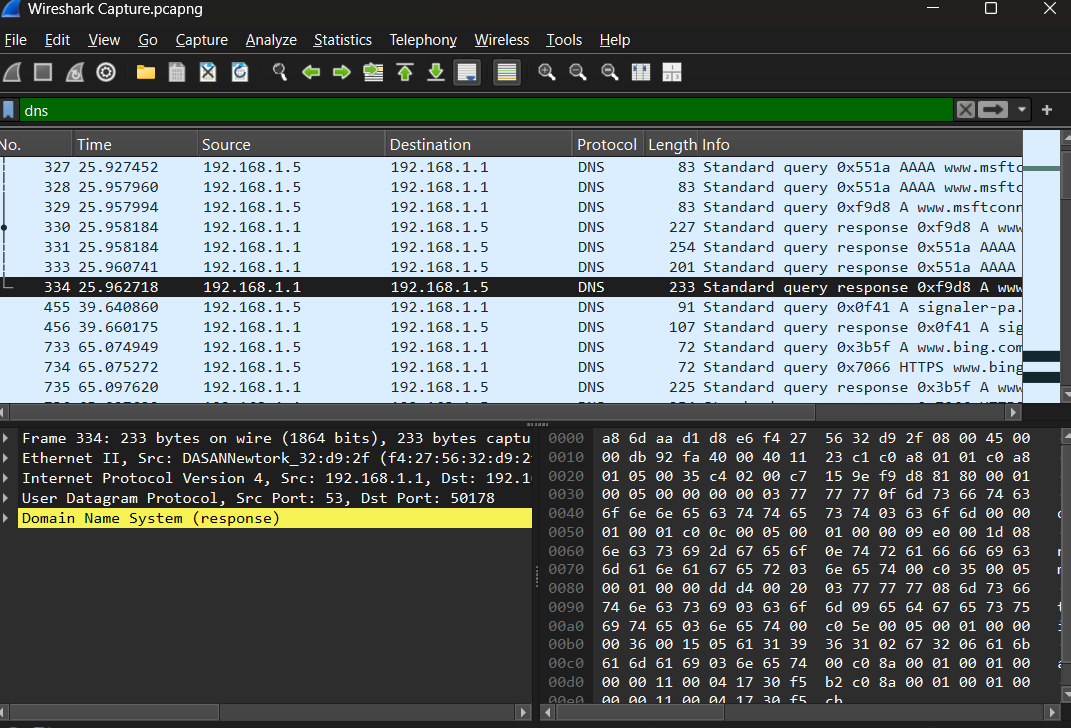 Wireshark Capture.pcapng
File Edit View Go Capture Analyze Statistics Telephony Wireless Tools Help
dns
No. Time Source Destination Protocol Length Info
327 25.927452 192.168.1.5 192.168.1.1 DNS 83 Standard query 0x551a AAAA www.msftc
328 25.957960 192.168.1.5 192.168.1.1 DNS 83 Standard query 0x551a AAAA www.msftc
329 25.957994 192.168.1.5 192.168.1.1 DNS 83 Standard query 0xf9d8 A www.msftconn
330 25.958184 192.168.1.1 192.168.1.5 DNS 227 Standard query response 0xf9d8 A www
331 25.958184 192.168.1.1 192.168.1.5 DNS 254 Standard query response 0x551a AAAA
333 25.960741 192.168.1.1 192.168.1.5 DNS 201 Standard query response 0x551a AAAA
334 25.962718 192.168.1.1 192.168.1.5 DNS 233 Standard query response 0xf9d8 A www
455 39.640860 192.168.1.5 192.168.1.1 DNS 91 Standard query 0x0f41 A signaler-pa.
456 39.660175 192.168.1.1 192.168.1.5 DNS 107 Standard query response 0x0f41 A sig
733 65.074949 192.168.1.5 192.168.1.1 DNS 72 Standard query 0x3b5f A www.bing.com
734 65.075272 192.168.1.5 192.168.1.1 DNS 72 Standard query 0x7066 HTTPS www.bing
735 65.097620 192.168.1.1 192.168.1.5 DNS 225 Standard query response 0x3b5f A www
Frame 334: 233 bytes on wire (1864 bits), 233 bytes captu
Ethernet II, Src: DASANNewtork_32:d9:2f (f4:27:56:32:d9:2
Internet Protocol Version 4, Src: 192.168.1.1, Dst: 192.1
User Datagram Protocol, Src Port: 53, Dst Port: 50178
Domain Name System (response)
0000 a8 6d aa d1 d8 e6 f4 27 56 32 d9 2f 08 00 45 00
0010 00 db 92 fa 40 00 40 11 23 c1 c0 a8 01 01 c0 a8
0020 01 05 00 35 c4 02 00 c7 15 9e f9 d8 81 80 00 01
0030 00 05 00 00 00 00 03 77 77 77 0f 6d 73 66 74 63
0040 6f 6e 6e 65 63 74 74 65 73 74 03 63 6f 6d 00 00
0050 01 00 01 c0 0c 00 05 00 01 00 00 09 e0 00 1d 08
0060 6e 63 73 69 2d 67 65 6f 0e 74 72 61 66 66 69 63
0070 6d 61 6e 61 67 65 72 03 6e 65 74 00 c0 35 00 05
0080 00 01 00 00 dd d4 00 20 03 77 77 77 08 6d 73 66
0090 74 6e 63 73 69 03 63 6f 6d 09 65 64 67 65 73 75
00a0 69 74 65 03 6e 65 74 00 c0 5e 00 05 00 01 00 00
00b0 00 36 00 15 05 61 31 39 36 31 02 67 32 06 61 6b
00c0 61 6d 61 69 03 6e 65 74 00 c0 8a 00 01 00 01 00
00d0 00 00 11 00 04 17 30 f5 b2 c0 8a 00 01 00 01 00
00e0 00 00 11 00 04 17 30 f5 cb